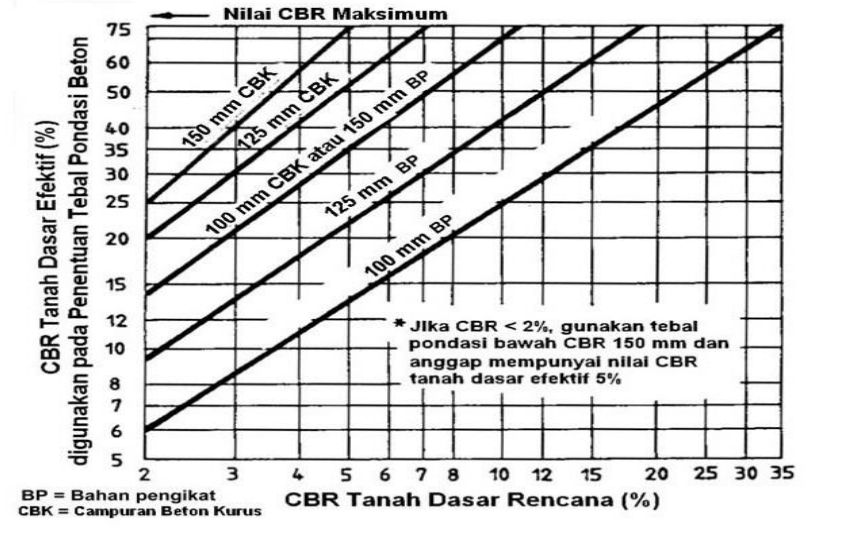 Nilai CBR Maksimum
CBR Tanah Dasar Efektif (%)
digunakan pada Penentuan Tebal Pondasi Beton
75
60
50
40
35
30
25
20
15
12
10
8
7
6
5
150 mm CBK
125 mm CBK
100 mm CBK atau 150 mm BP
125 mm BP
100 mm BP
* Jika CBR < 2%, gunakan tebal
pondasi bawah CBR 150 mm dan
anggap mempunyai nilai CBR
tanah dasar efektif 5%
2 3 4 5 6 7 8 10 12 15 20 25 30 35
CBR Tanah Dasar Rencana (%)
BP = Bahan pengikat
CBK = Campuran Beton Kurus